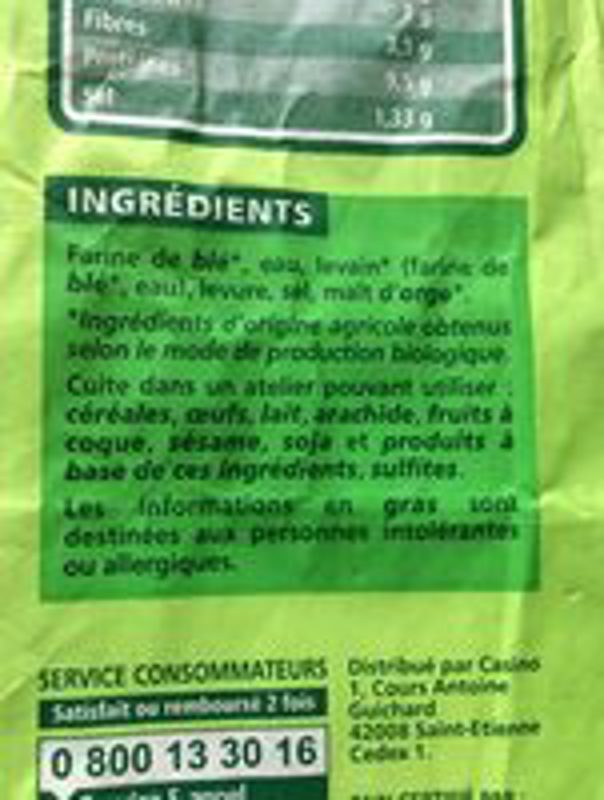 Fibres
Protéines 9,5 g
Sel 1,33 g
INGRÉDIENTS
Farine de blé*, eau, levain* (farine de
blé*, eau), levure, sel, malt d'orge*.
*Ingrédients d'origine agricole obtenus
selon le mode de production biologique.
Cuite dans un atelier pouvant utiliser :
céréales, œufs, lait, arachide, fruits à
coque, sésame, soja et produits à
base de ces ingrédients, sulfites.
Les informations en gras sont
destinées aux personnes intolérantes
ou allergiques.
SERVICE CONSOMMATEURS
Satisfait ou remboursé 2 fois
0 800 13 30 16
Distribué par Casino
1, Cours Antoine
Guichard
42008 Saint-Etienne
Cedex 1.